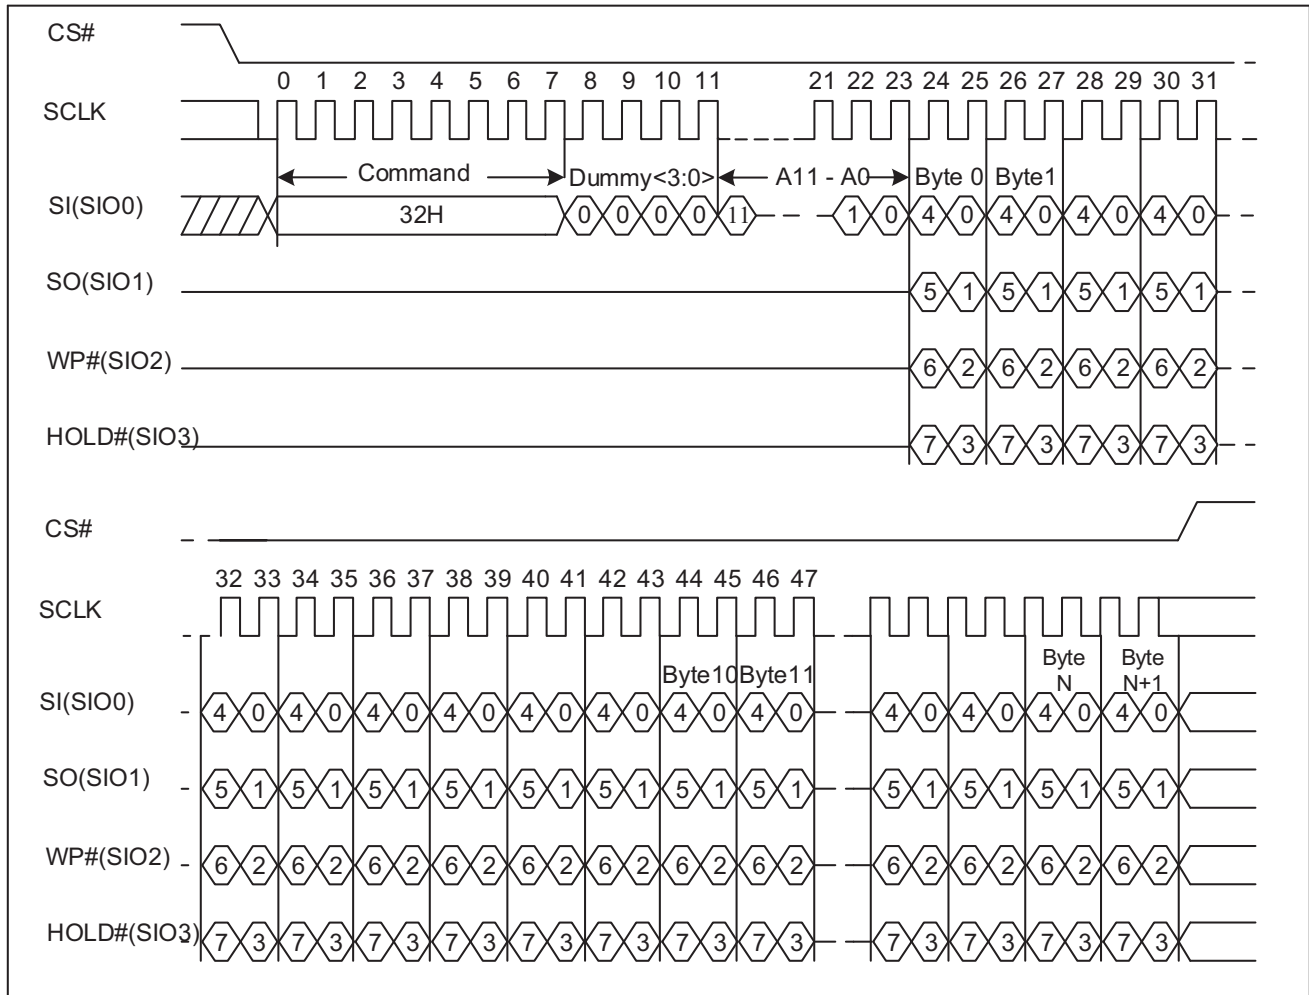 CS#
0 1 2 3 4 5 6 7 8 9 10 11 21 22 23 24 25 26 27 28 29 30 31
SCLK
Command Dummy<3:0> A11 - A0 Byte 0 Byte1
SI(SIO0) 32H 0 0 0 0 11 1 0 4 0 4 0 4 0 4 0
SO(SIO1) 5 1 5 1 5 1 5 1
WP#(SIO2) 6 2 6 2 6 2 6 2
HOLD#(SIO3) 7 3 7 3 7 3 7 3
CS#
32 33 34 35 36 37 38 39 40 41 42 43 44 45 46 47
SCLK
Byte10 Byte11 Byte N Byte N+1
SI(SIO0) 4 0 4 0 4 0 4 0 4 0 4 0 4 0 4 0 4 0 4 0 4 0 4 0
SO(SIO1) 5 1 5 1 5 1 5 1 5 1 5 1 5 1 5 1 5 1 5 1 5 1 5 1
WP#(SIO2) 6 2 6 2 6 2 6 2 6 2 6 2 6 2 6 2 6 2 6 2 6 2 6 2
HOLD#(SIO3) 7 3 7 3 7 3 7 3 7 3 7 3 7 3 7 3 7 3 7 3 7 3 7 3